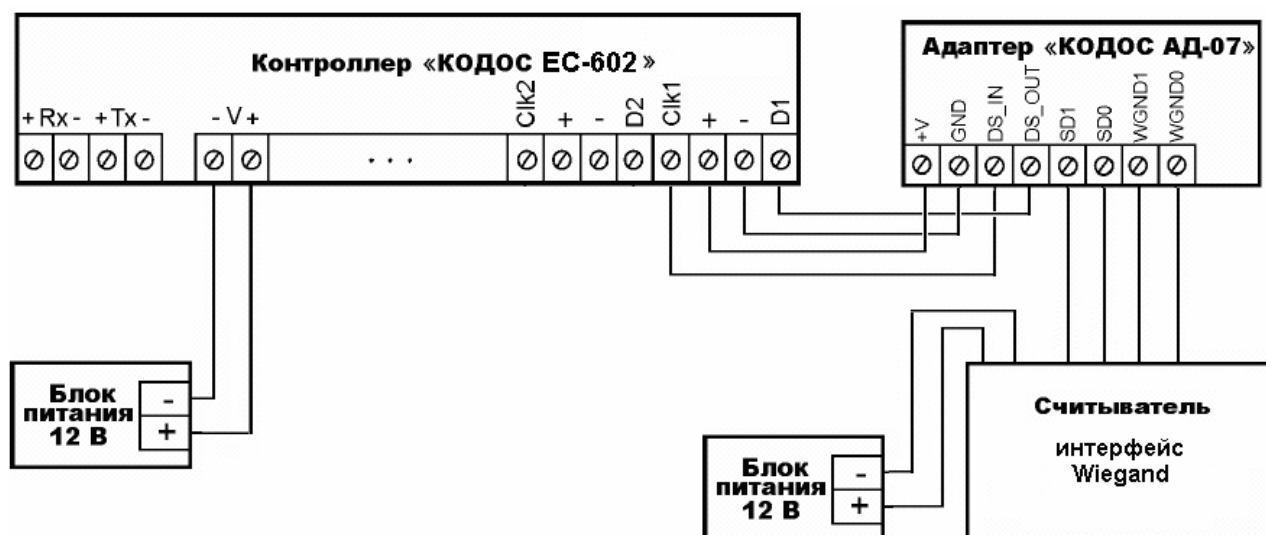 Контроллер «КОДОС ЕС-602»
+ Rx - + Tx -
- V +
. . .
Clk2
+
-
D2
Clk1
+
-
D1
Адаптер «КОДОС АД-07»
+V
GND
DS_IN
DS_OUT
SD1
SD0
WGND1
WGND0
Блок
питания
12 В
-
+
Блок
питания
12 В
-
+
Считыватель
интерфейс
Wiegand